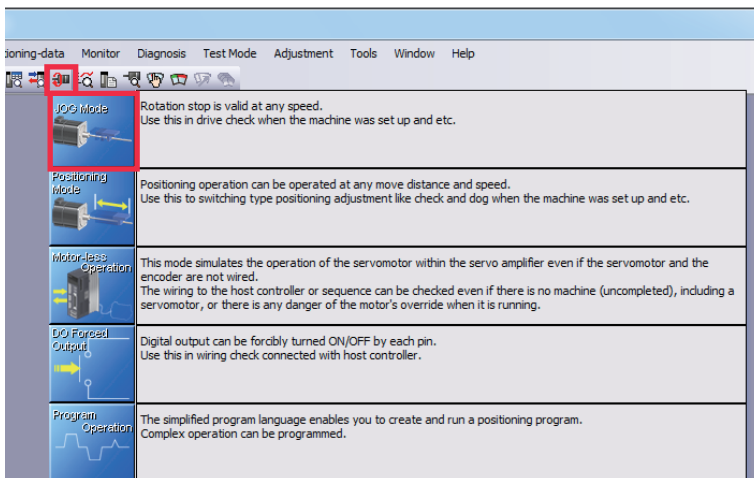 tioning-data Monitor Diagnosis Test Mode Adjustment Tools Window Help
JOG Mode
Rotation stop is valid at any speed.
Use this in drive check when the machine was set up and etc.
Positioning
Mode
Positioning operation can be operated at any move distance and speed.
Use this to switching type positioning adjustment like check and dog when the machine was set up and etc.
Motor-less
Operation
This mode simulates the operation of the servomotor within the servo amplifier even if the servomotor and the
encoder are not wired.
The wiring to the host controller or sequence can be checked even if there is no machine (uncompleted), including a
servomotor, or there is any danger of the motor's override when it is running.
DO Forced
Output
Digital output can be forcibly turned ON/OFF by each pin.
Use this in wiring check connected with host controller.
Program
Operation
The simplified program language enables you to create and run a positioning program.
Complex operation can be programmed.